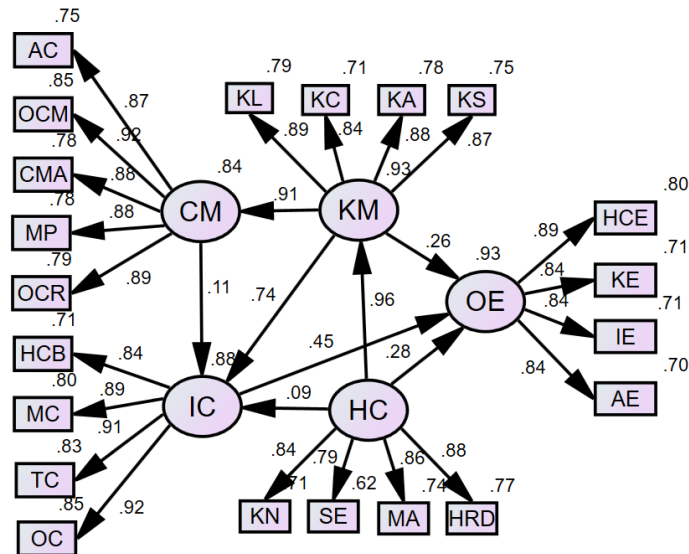 .75
AC
.85
.87
OCM
.92
.78
CMA
.88
.84
.78
CM
MP
.88
.79
.89
OCR
.79
.71
.78
.75
KL
KC
KA
KS
.89
.84
.88
.87
.93
KM
.91
.26
.93
OE
.80
HCE
.89
.71
KE
.84
.84
.71
IE
.84
.70
AE
.11
.74
.96
.45
.28
.71
HCB
.84
.88
.80
MC
.89
IC
.09
HC
.91
.83
TC
.85
.92
OC
.84
.79
.86
.88
.71
.62
.74
.77
KN
SE
MA
HRD